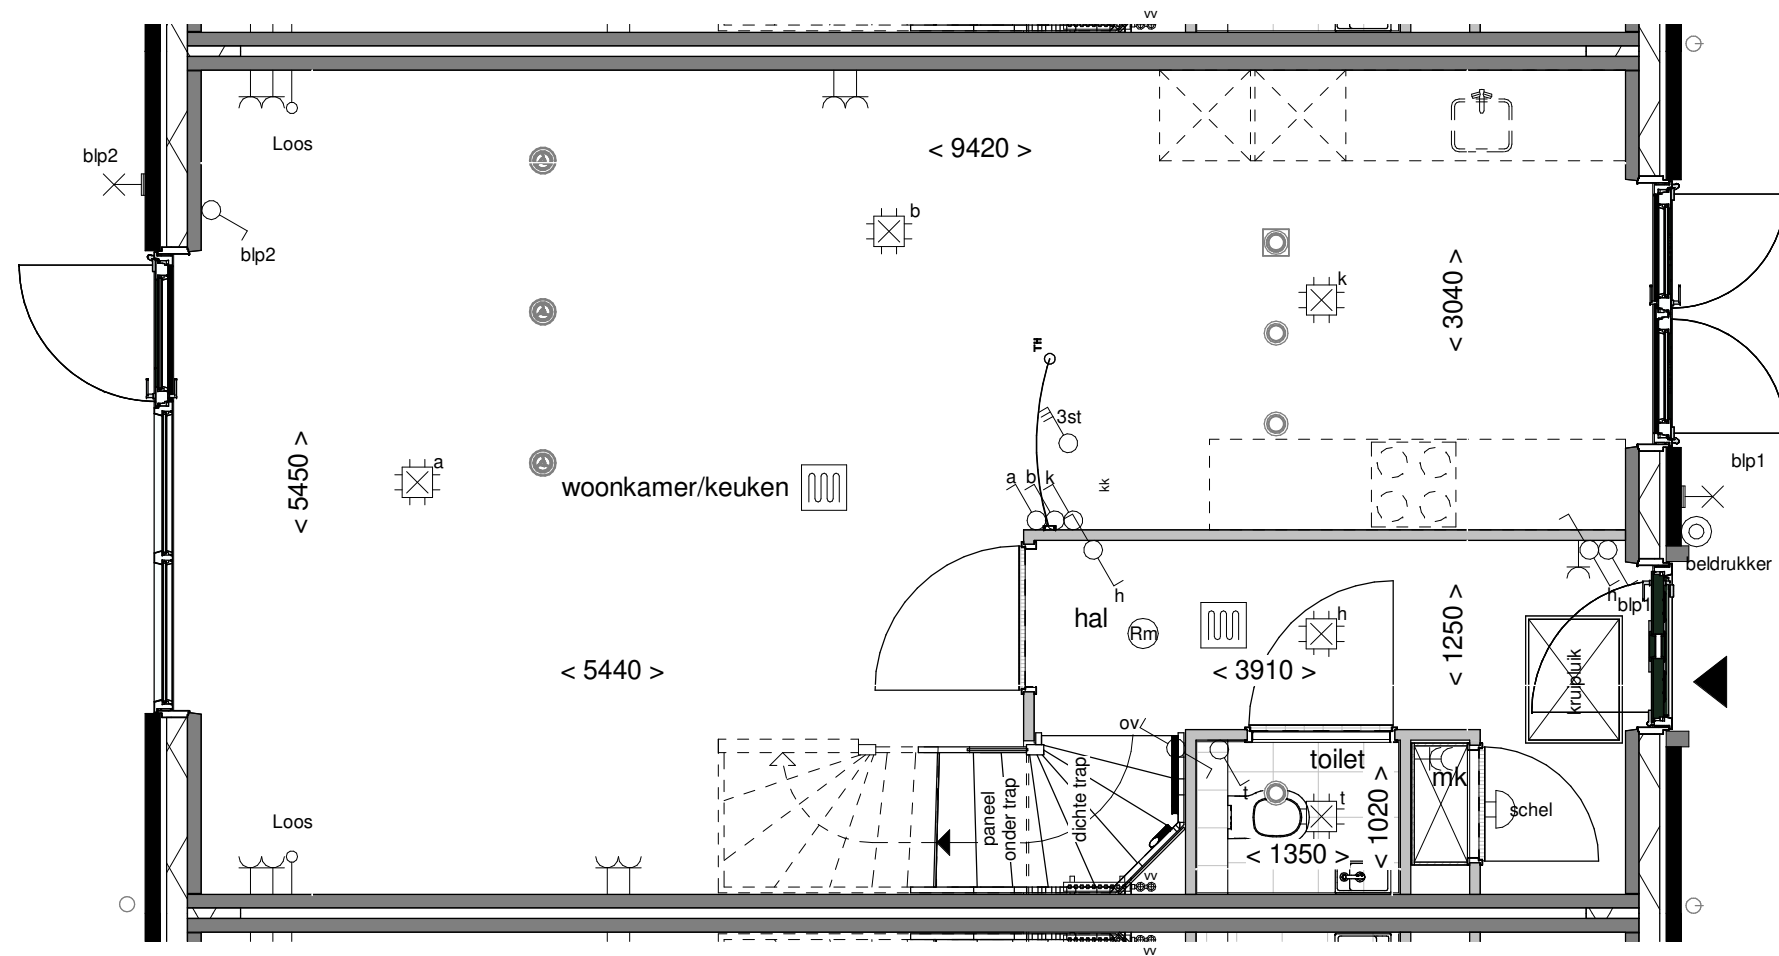 vv
Loos
< 9420 >
blp2
blp2
b
k
< 3040 >
TH
3st
a
woonkamer/keuken
< 5450 >
a
b
k
kk
blp1
beldrukker
h
hal
Rm
h
h
blp1
< 1250 >
kruipluik
< 5440 >
< 3910 >
ov
toilet
mk
paneel
onder trap
dichte trap
t
t
< 1020 >
schel
< 1350 >
Loos
vv
vv